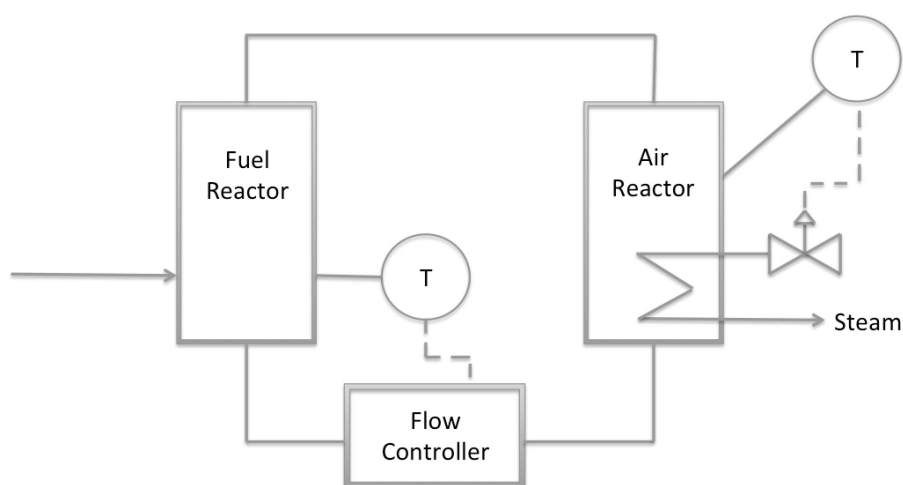 T
Fuel
Reactor
Air
Reactor
T
Steam
Flow
Controller